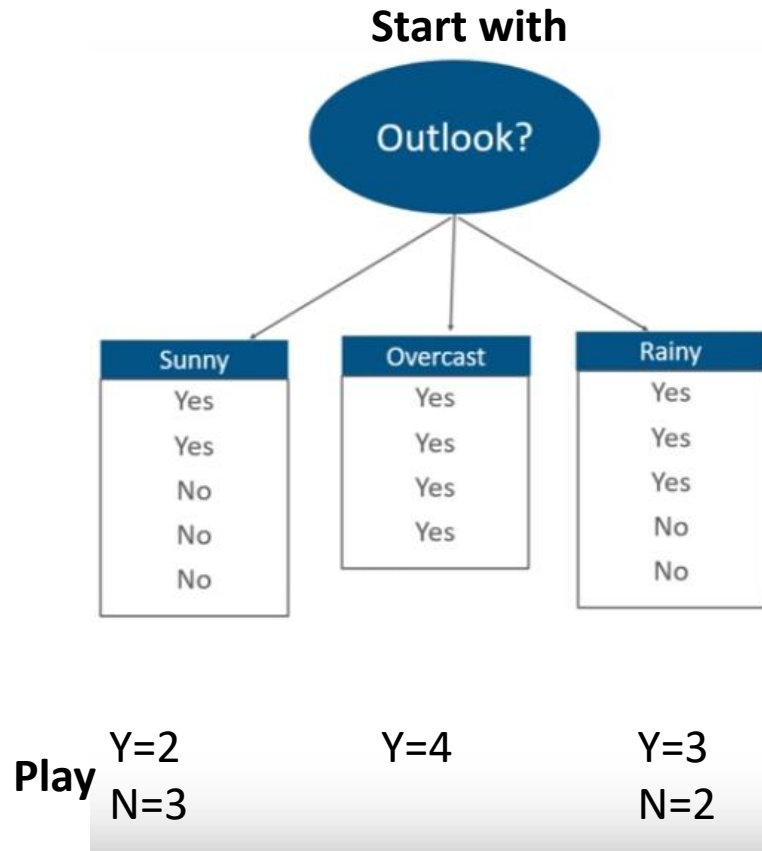 Start with
Outlook?
Sunny
Yes
Yes
No
No
No
Overcast
Yes
Yes
Yes
Yes
Rainy
Yes
Yes
Yes
No
No
Play
Y=2
N=3
Y=4
Y=3
N=2